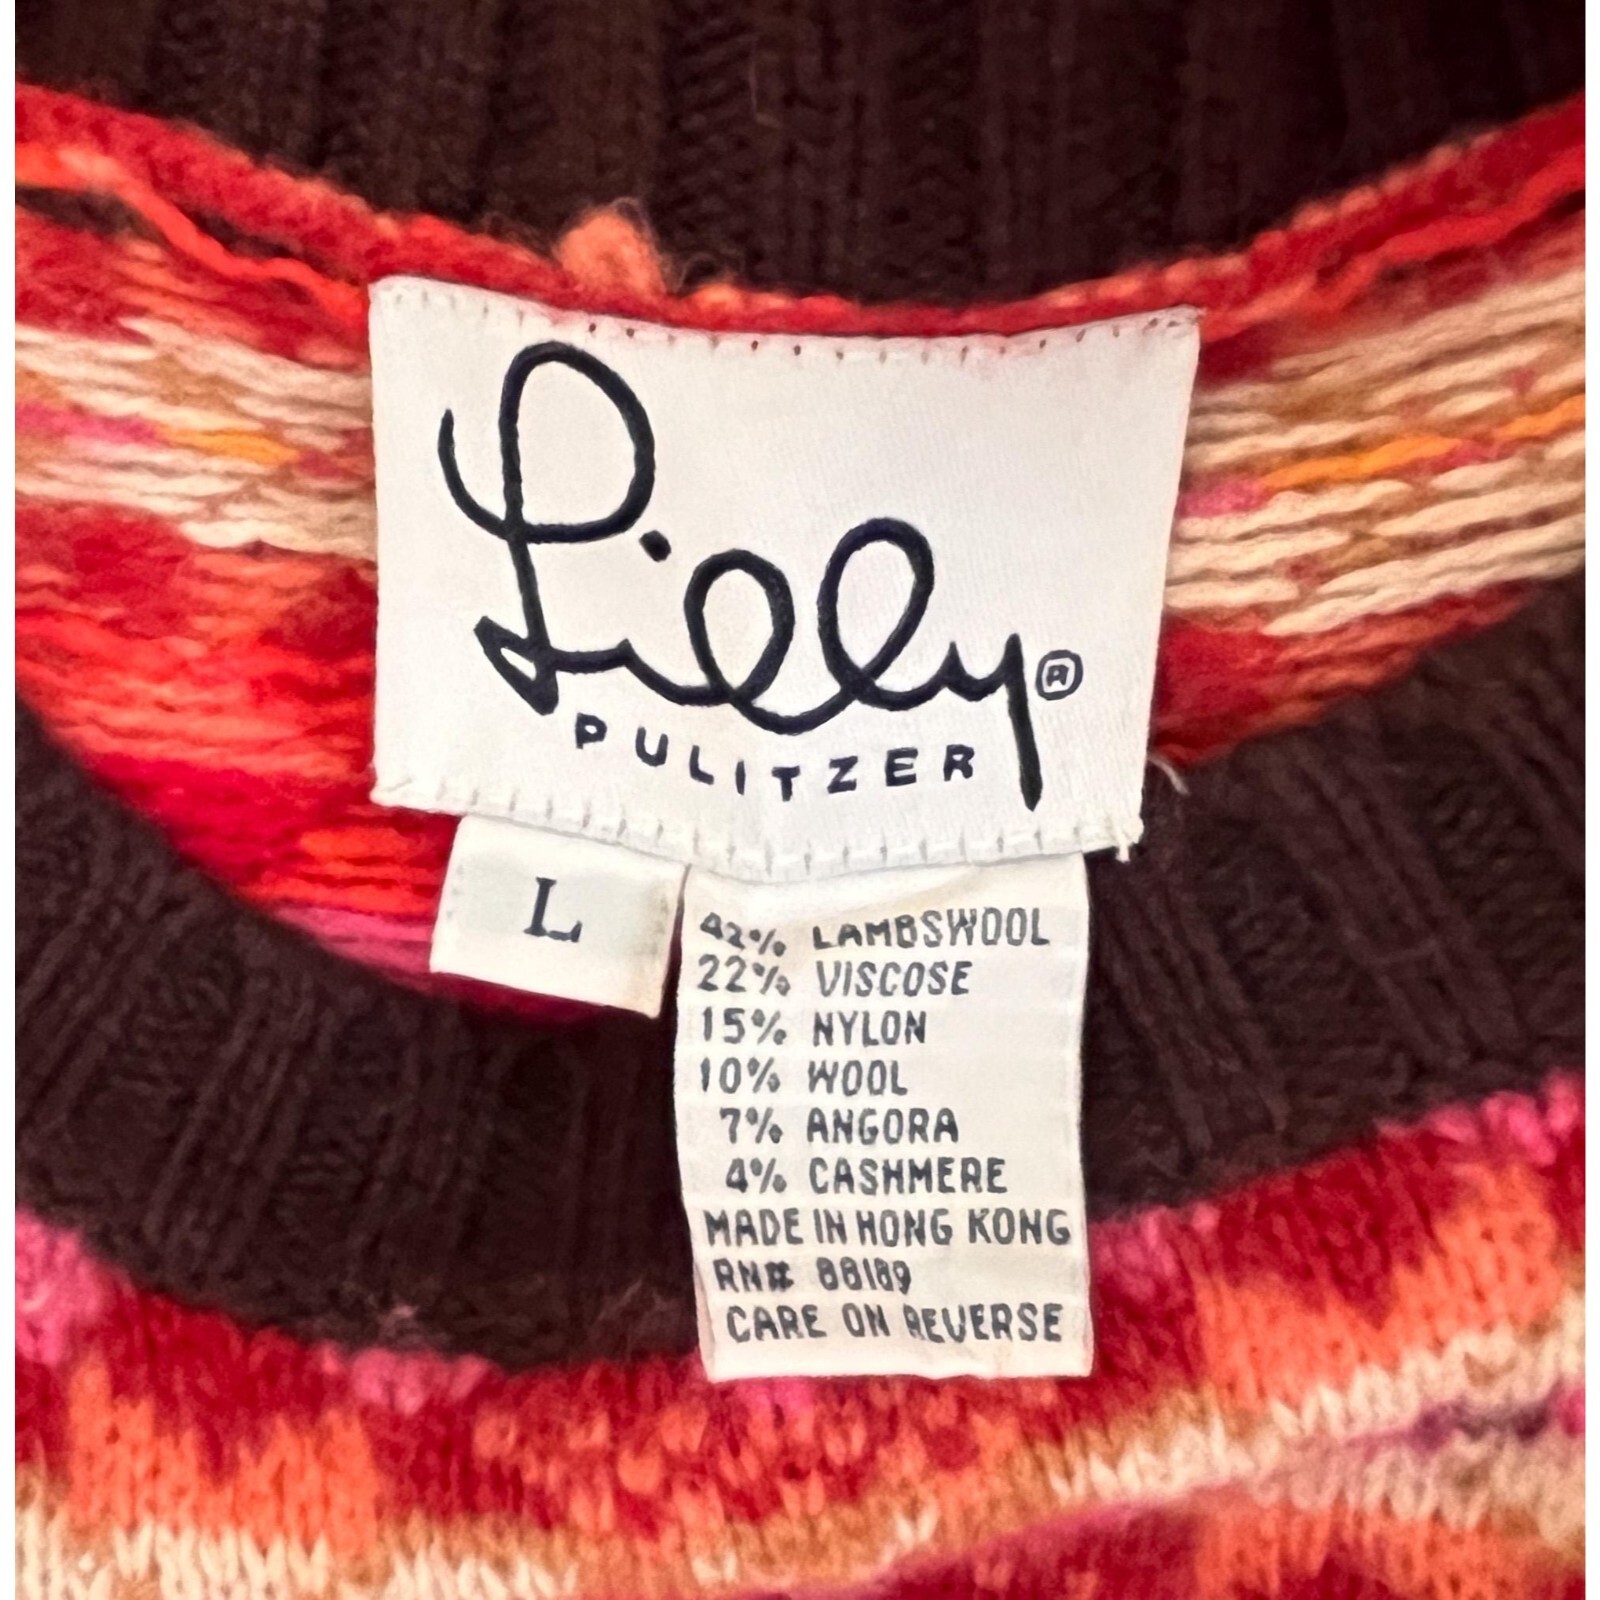 Lilly®
PULITZER
L
42% LAMBSWOOL
22% VISCOSE
15% NYLON
10% WOOL
7% ANGORA
4% CASHMERE
MADE IN HONG KONG
RN# 88189
CARE ON REVERSE